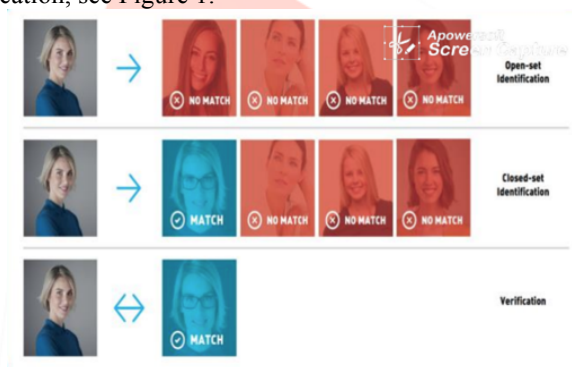 cation, see Figure 1.
Apowersoft
Screen Capture
NO MATCH NO MATCH NO MATCH NO MATCH
Open-set
Identification
MATCH NO MATCH NO MATCH NO MATCH
Closed-set
Identification
MATCH
Verification